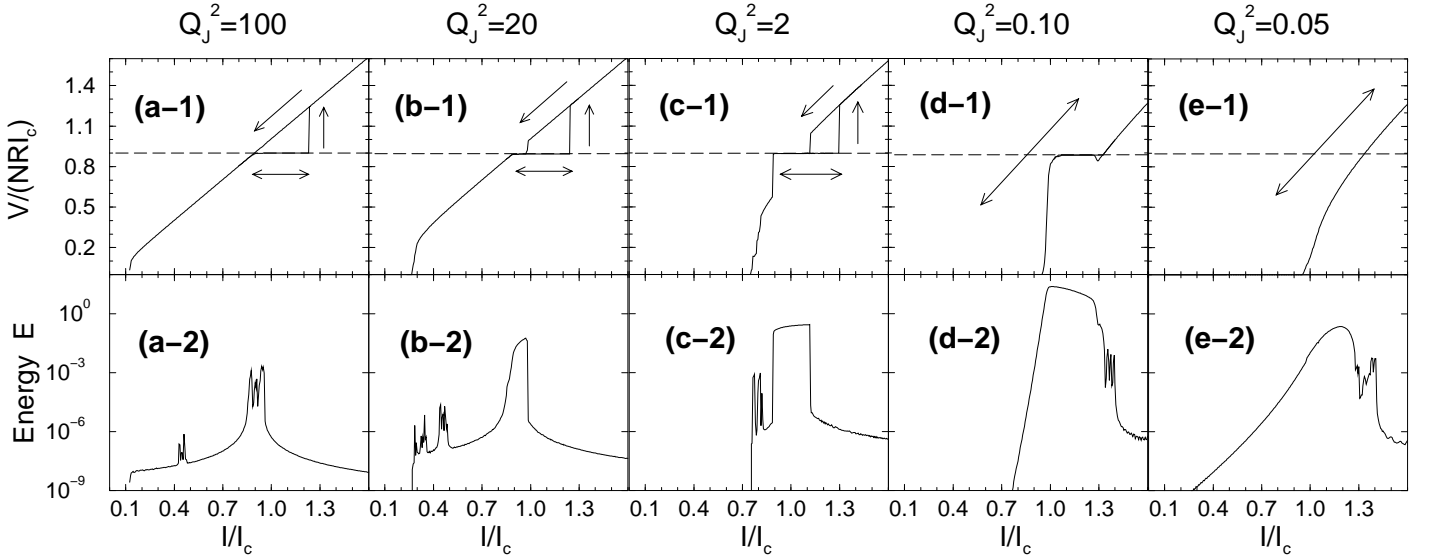 Q_J^2=100 Q_J^2=20 Q_J^2=2 Q_J^2=0.10 Q_J^2=0.05
V/(NRI_c)
1.4
1.1
0.8
0.5
0.2
(a−1) (b−1) (c−1) (d−1) (e−1)
Energy E
10^0
10^−3
10^−6
10^−9
(a−2) (b−2) (c−2) (d−2) (e−2)
0.1 0.4 0.7 1.0 1.3 0.1 0.4 0.7 1.0 1.3 0.1 0.4 0.7 1.0 1.3 0.1 0.4 0.7 1.0 1.3 0.1 0.4 0.7 1.0 1.3
I/I_c I/I_c I/I_c I/I_c I/I_c